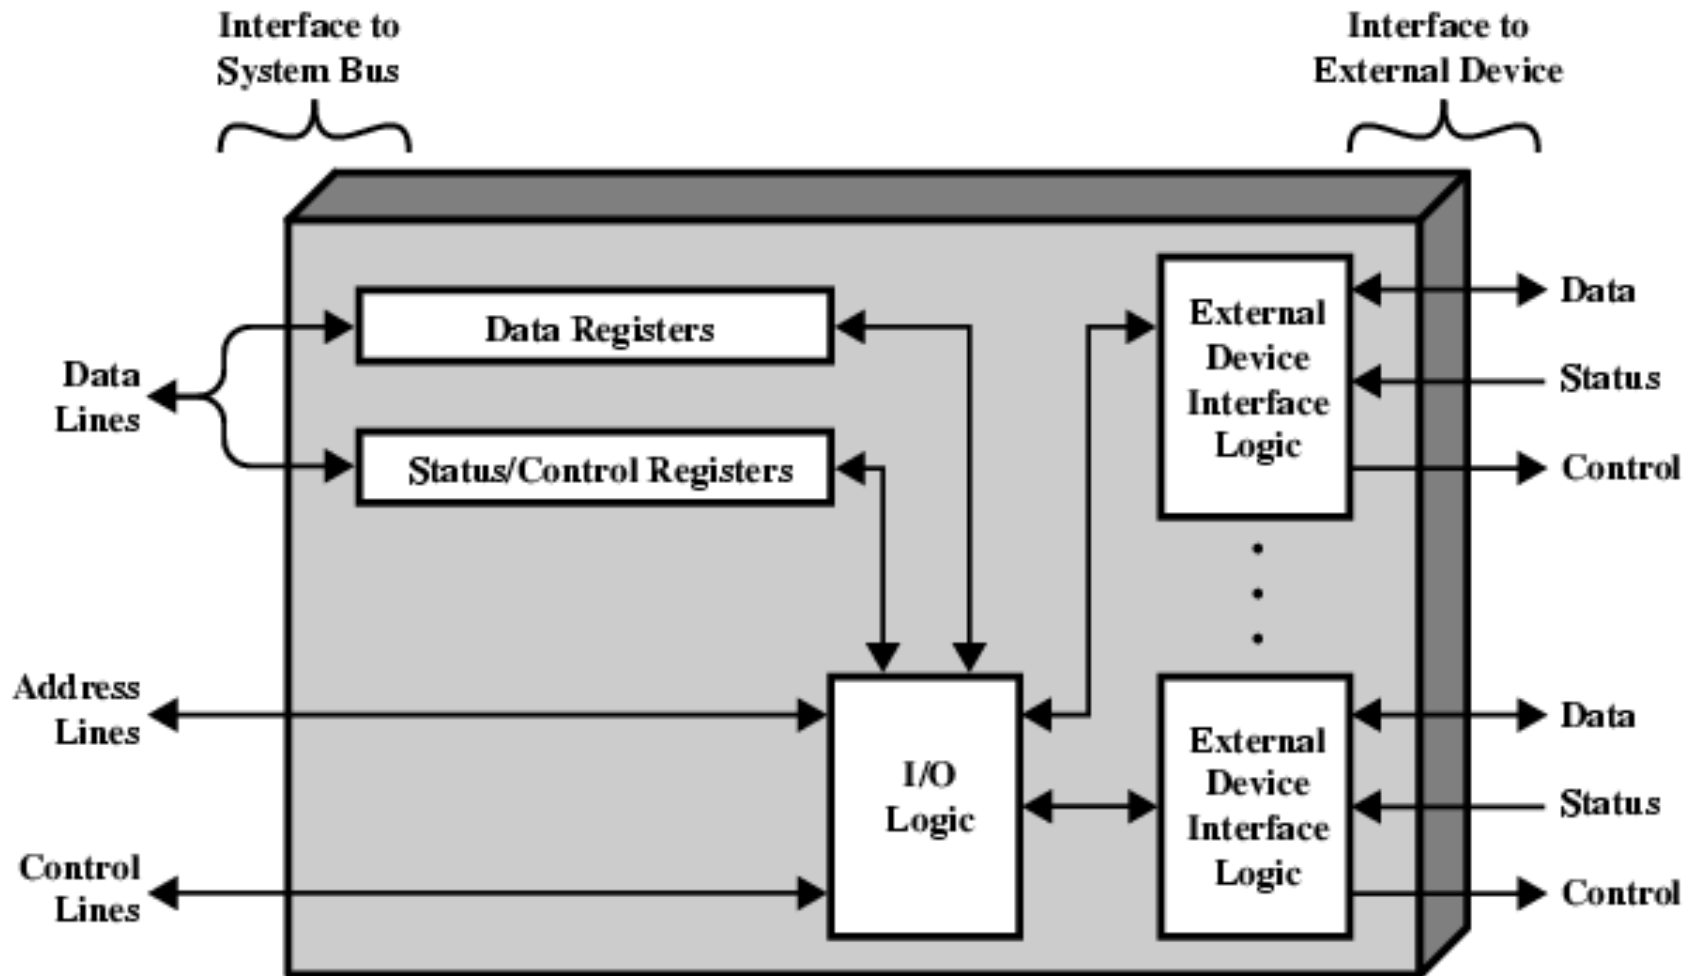 Interface to
System Bus
Interface to
External Device
Data Registers
Status/Control Registers
Data
Lines
Address
Lines
Control
Lines
I/O
Logic
External
Device
Interface
Logic
Data
Status
Control
External
Device
Interface
Logic
Data
Status
Control